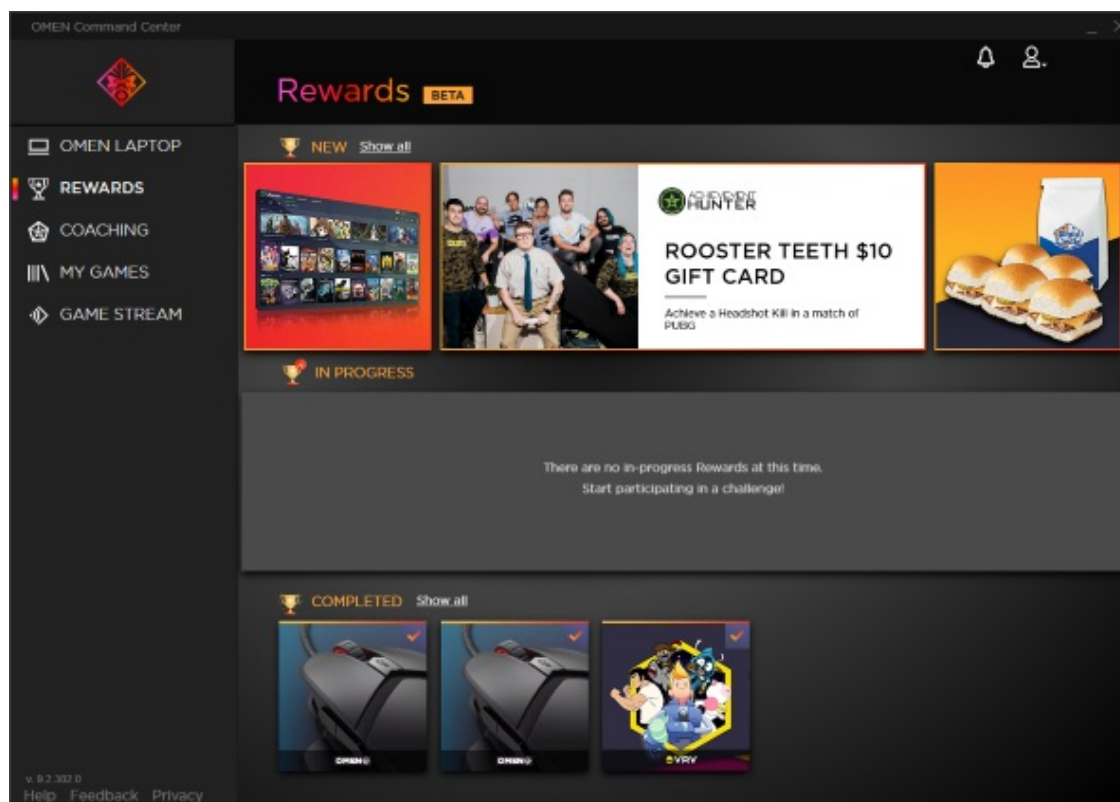 OMEN Command Center
Rewards BETA
OMEN LAPTOP
REWARDS
COACHING
MY GAMES
GAME STREAM
NEW Show all
ACHIEVEMENT
HUNTER
ROOSTER TEETH $10
GIFT CARD
Achieve a Headshot Kill in a match of
PUBG
IN PROGRESS
There are no in-progress Rewards at this time.
Start participating in a challenge!
COMPLETED Show all
OMEN
OMEN
VRV
v. 9.2.302.0
Help Feedback Privacy